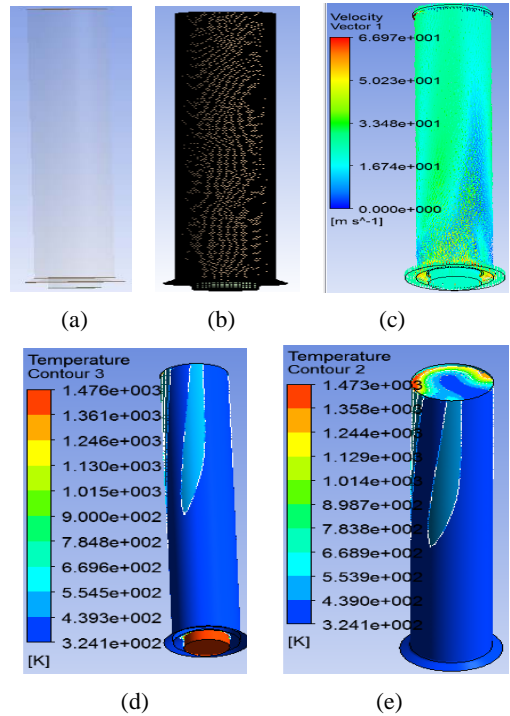 Velocity
Vector 1
6.697e+001
5.023e+001
3.348e+001
1.674e+001
0.000e+000
[m s^-1]
(a)
(b)
(c)
Temperature
Contour 3
1.476e+003
1.361e+003
1.246e+003
1.130e+003
1.015e+003
9.000e+002
7.848e+002
6.696e+002
5.545e+002
4.393e+002
3.241e+002
[K]
Temperature
Contour 2
1.473e+003
1.358e+003
1.244e+003
1.129e+003
1.014e+003
8.987e+002
7.838e+002
6.689e+002
5.539e+002
4.390e+002
3.241e+002
[K]
(d)
(e)